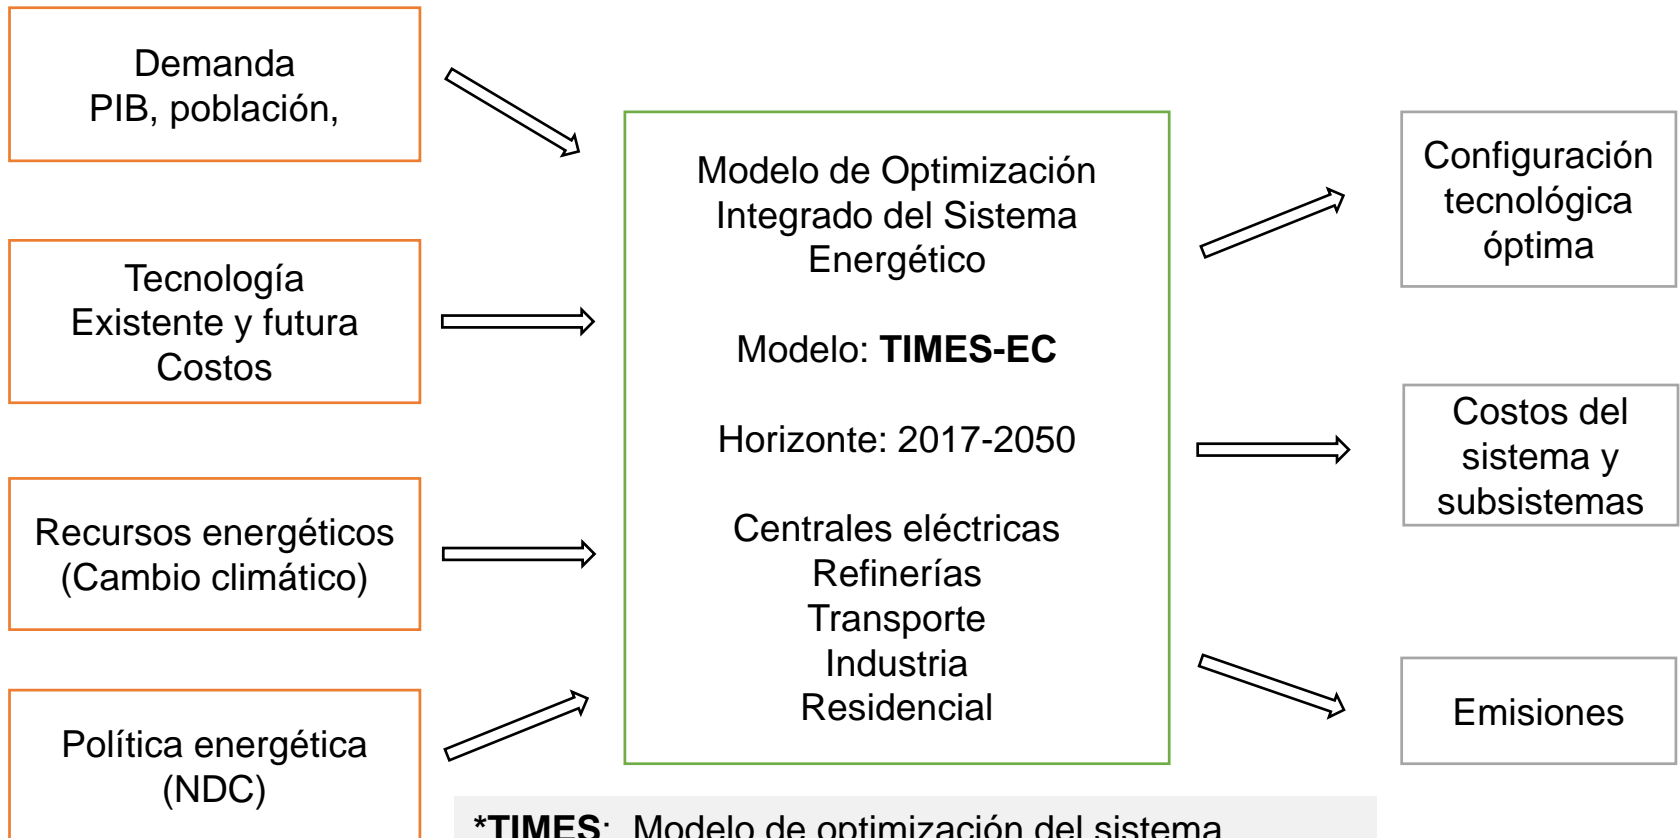 Demanda
PIB, población,
Tecnología
Existente y futura
Costos
Recursos energéticos
(Cambio climático)
Política energética
(NDC)
Modelo de Optimización
Integrado del Sistema
Energético
Modelo: TIMES-EC
Horizonte: 2017-2050
Centrales eléctricas
Refinerías
Transporte
Industria
Residencial
Configuración
tecnológica
óptima
Costos del
sistema y
subsistemas
Emisiones
*TIMES: Modelo de optimización del sistema